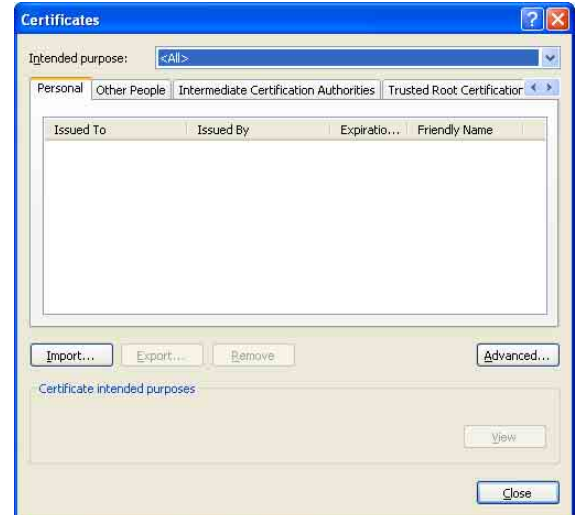 Certificates
Intended purpose: <All>
Personal Other People Intermediate Certification Authorities Trusted Root Certification
Issued To Issued By Expiratio... Friendly Name
Import... Export... Remove Advanced...
Certificate intended purposes
View
Close